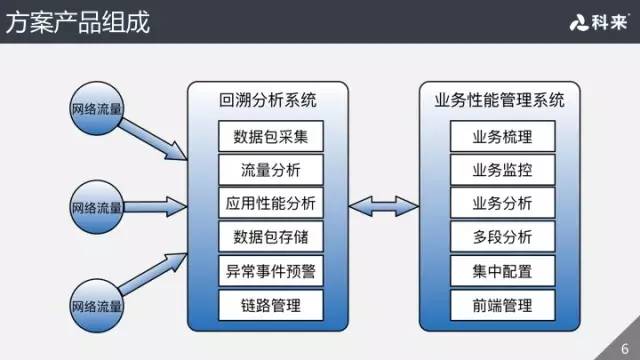 方案产品组成
科来
网络流量
网络流量
网络流量
回溯分析系统
数据包采集
流量分析
应用性能分析
数据包存储
异常事件预警
链路管理
业务性能管理系统
业务梳理
业务监控
业务分析
多段分析
集中配置
前端管理
6